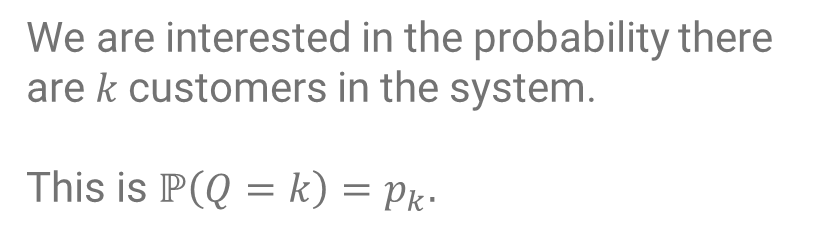 We are interested in the probability there
are k customers in the system.
This is ℙ(Q = k) = pₖ.